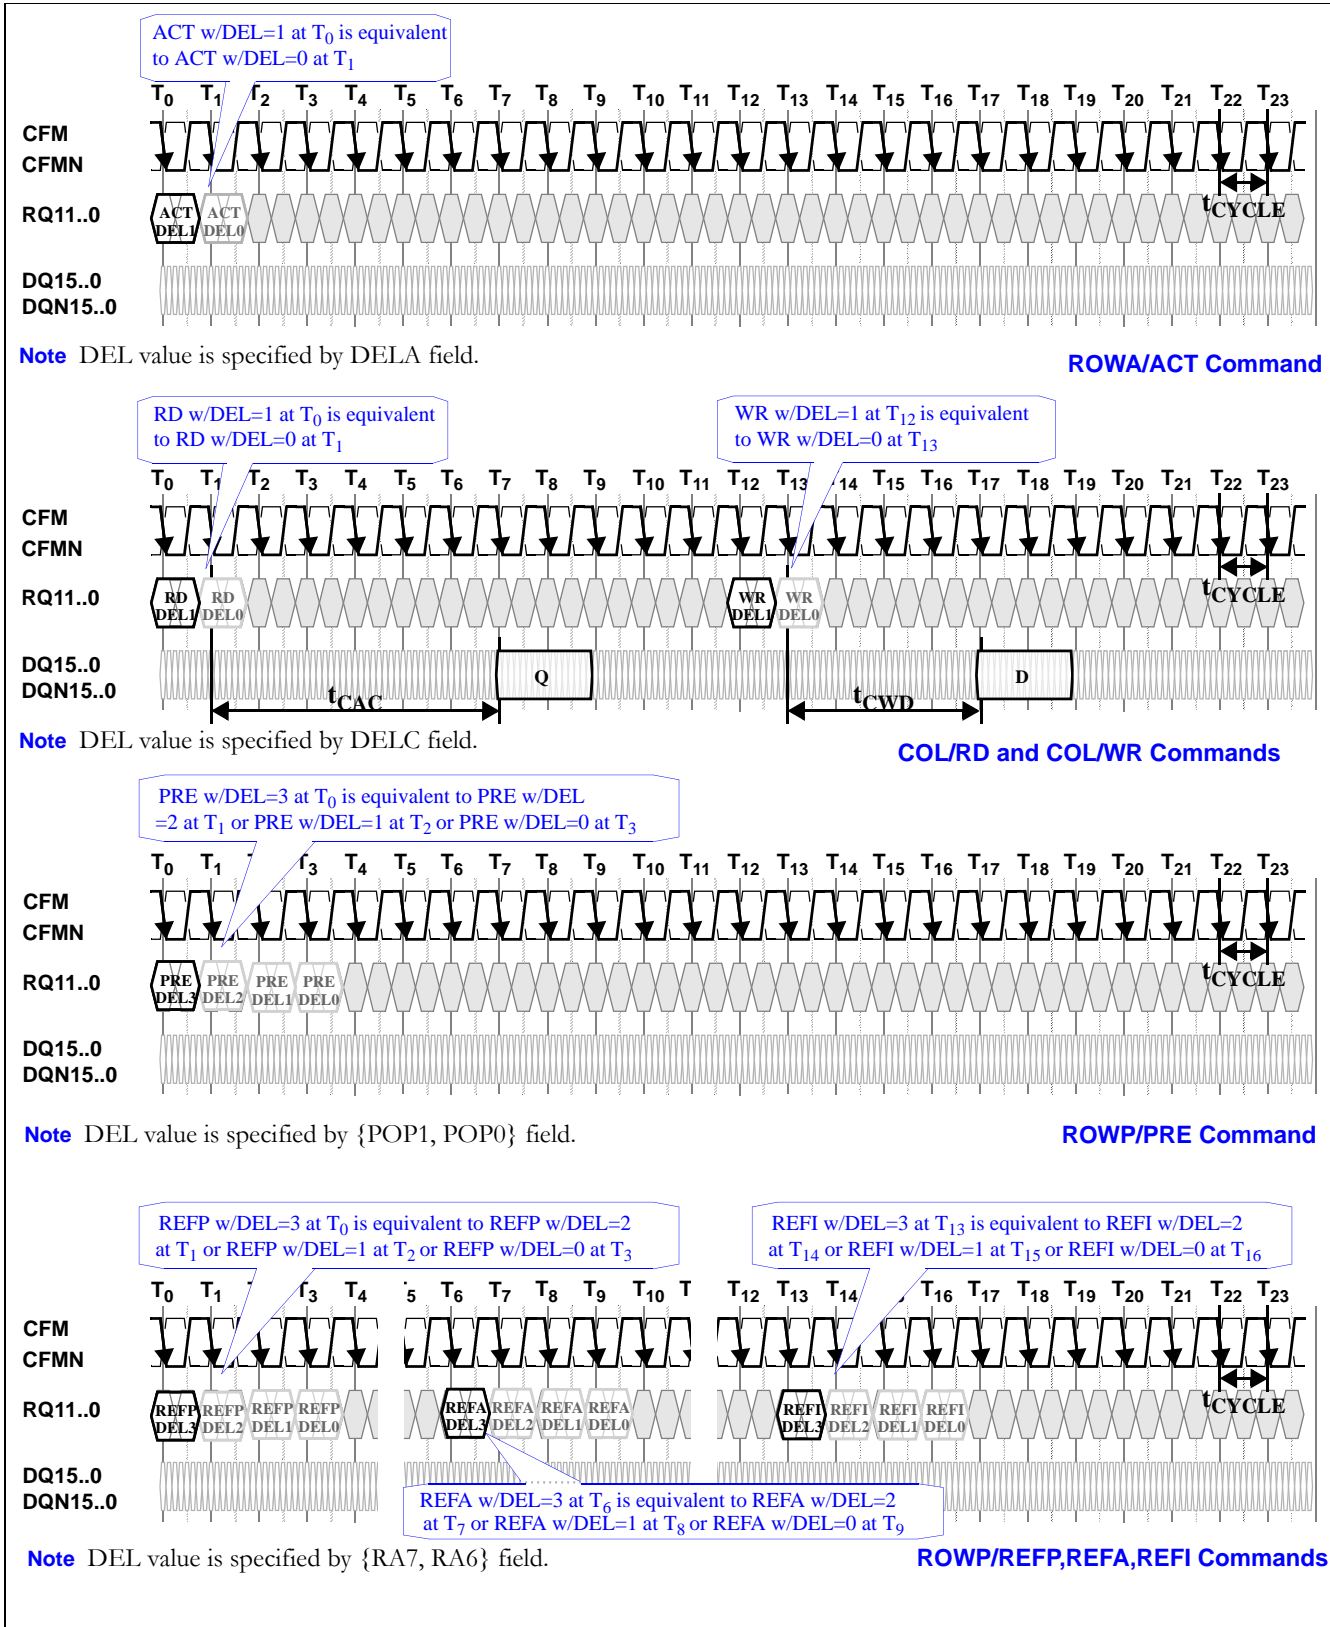 ACT w/DEL=1 at T0 is equivalent
to ACT w/DEL=0 at T1
T0 T1 T2 T3 T4 T5 T6 T7 T8 T9 T10 T11 T12 T13 T14 T15 T16 T17 T18 T19 T20 T21 T22 T23
CFM
CFMN
RQ11..0
ACT DEL1
ACT DEL0
tCYCLE
DQ15..0
DQN15..0
Note DEL value is specified by DELA field.
ROWA/ACT Command
RD w/DEL=1 at T0 is equivalent
to RD w/DEL=0 at T1
WR w/DEL=1 at T12 is equivalent
to WR w/DEL=0 at T13
T0 T1 T2 T3 T4 T5 T6 T7 T8 T9 T10 T11 T12 T13 T14 T15 T16 T17 T18 T19 T20 T21 T22 T23
CFM
CFMN
RQ11..0
RD DEL1
RD DEL0
WR DEL1
WR DEL0
tCYCLE
DQ15..0
DQN15..0
Q
D
tCAC
tCWD
Note DEL value is specified by DELC field.
COL/RD and COL/WR Commands
PRE w/DEL=3 at T0 is equivalent to PRE w/DEL
=2 at T1 or PRE w/DEL=1 at T2 or PRE w/DEL=0 at T3
T0 T1 T2 T3 T4 T5 T6 T7 T8 T9 T10 T11 T12 T13 T14 T15 T16 T17 T18 T19 T20 T21 T22 T23
CFM
CFMN
RQ11..0
PRE DEL3
PRE DEL2
PRE DEL1
PRE DEL0
tCYCLE
DQ15..0
DQN15..0
Note DEL value is specified by {POP1, POP0} field.
ROWP/PRE Command
REFP w/DEL=3 at T0 is equivalent to REFP w/DEL=2
at T1 or REFP w/DEL=1 at T2 or REFP w/DEL=0 at T3
REFI w/DEL=3 at T13 is equivalent to REFI w/DEL=2
at T14 or REFI w/DEL=1 at T15 or REFI w/DEL=0 at T16
T0 T1 T2 T3 T4 5 T6 T7 T8 T9 T10 T T12 T13 T14 5 T16 T17 T18 T19 T20 T21 T22 T23
CFM
CFMN
RQ11..0
REFP DEL3
REFP DEL2
REFP DEL1
REFP DEL0
REFA DEL3
REFA DEL2
REFA DEL1
REFA DEL0
REFI DEL3
REFI DEL2
REFI DEL1
REFI DEL0
tCYCLE
DQ15..0
DQN15..0
REFA w/DEL=3 at T6 is equivalent to REFA w/DEL=2
at T7 or REFA w/DEL=1 at T8 or REFA w/DEL=0 at T9
Note DEL value is specified by {RA7, RA6} field.
ROWP/REFP,REFA,REFI Commands